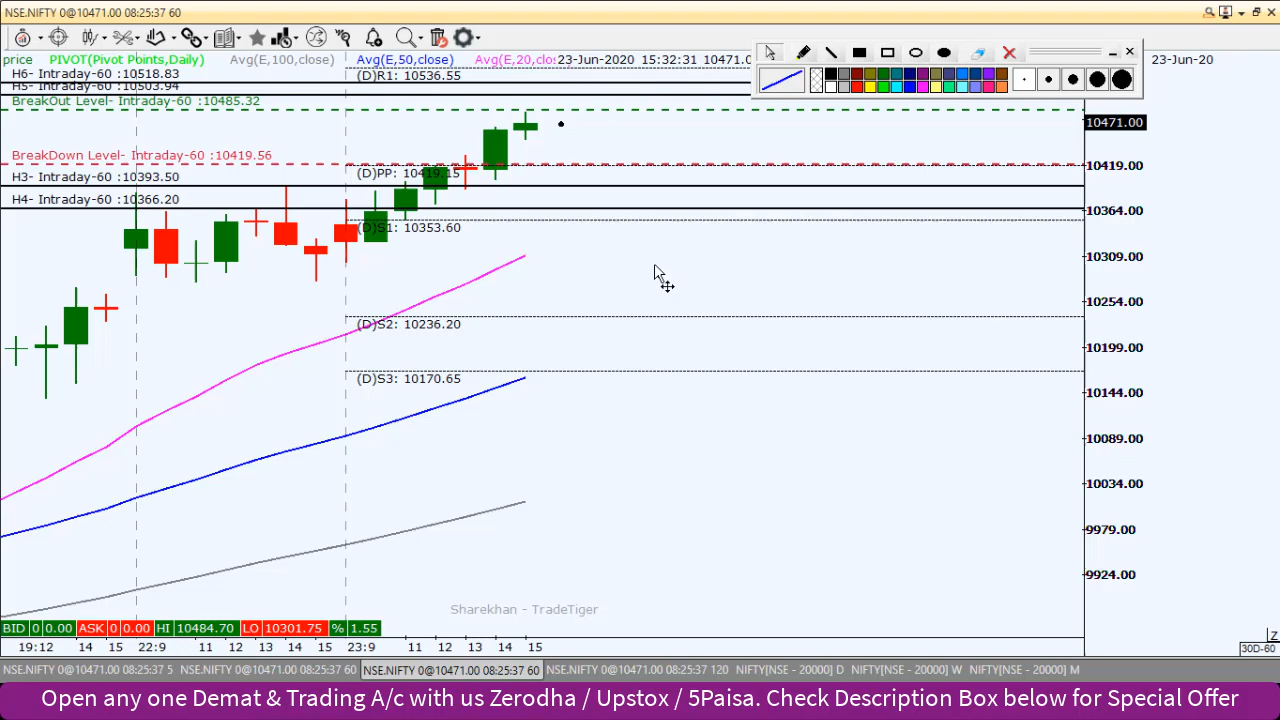 NSE.NIFTY 0@10471.00 08:25:37 60
price PIVOT(Pivot Points,Daily) Avg(E,100,close) Avg(E,50,close) Avg(E,20,clos 23-Jun-2020 15:32:31 10471.0 23-Jun-20
H6- Intraday-60 :10518.83 (D)R1: 10536.55
H5- Intraday-60 :10503.94
BreakOut Level- Intraday-60 :10485.32
10471.00
BreakDown Level- Intraday-60 :10419.56
10419.00
H3- Intraday-60 :10393.50 (D)PP: 10419.15
H4- Intraday-60 :10366.20
10364.00
(D)S1: 10353.60
10309.00
10254.00
(D)S2: 10236.20
10199.00
(D)S3: 10170.65
10144.00
10089.00
10034.00
9979.00
9924.00
Sharekhan - TradeTiger
BID 0 0.00 ASK 0 0.00 HI 10484.70 LO 10301.75 % 1.55
19:12 14 15 22:9 11 12 13 14 15 23:9 11 12 13 14 15 30D-60
Z
NSE.NIFTY 0@10471.00 08:25:37 5 NSE.NIFTY 0@10471.00 08:25:37 60 NSE.NIFTY 0@10471.00 08:25:37 60 NSE.NIFTY 0@10471.00 08:25:37 120 NIFTY[NSE - 20000] D NIFTY[NSE - 20000] W NIFTY[NSE - 20000] M
Open any one Demat & Trading A/c with us Zerodha / Upstox / 5Paisa. Check Description Box below for Special Offer